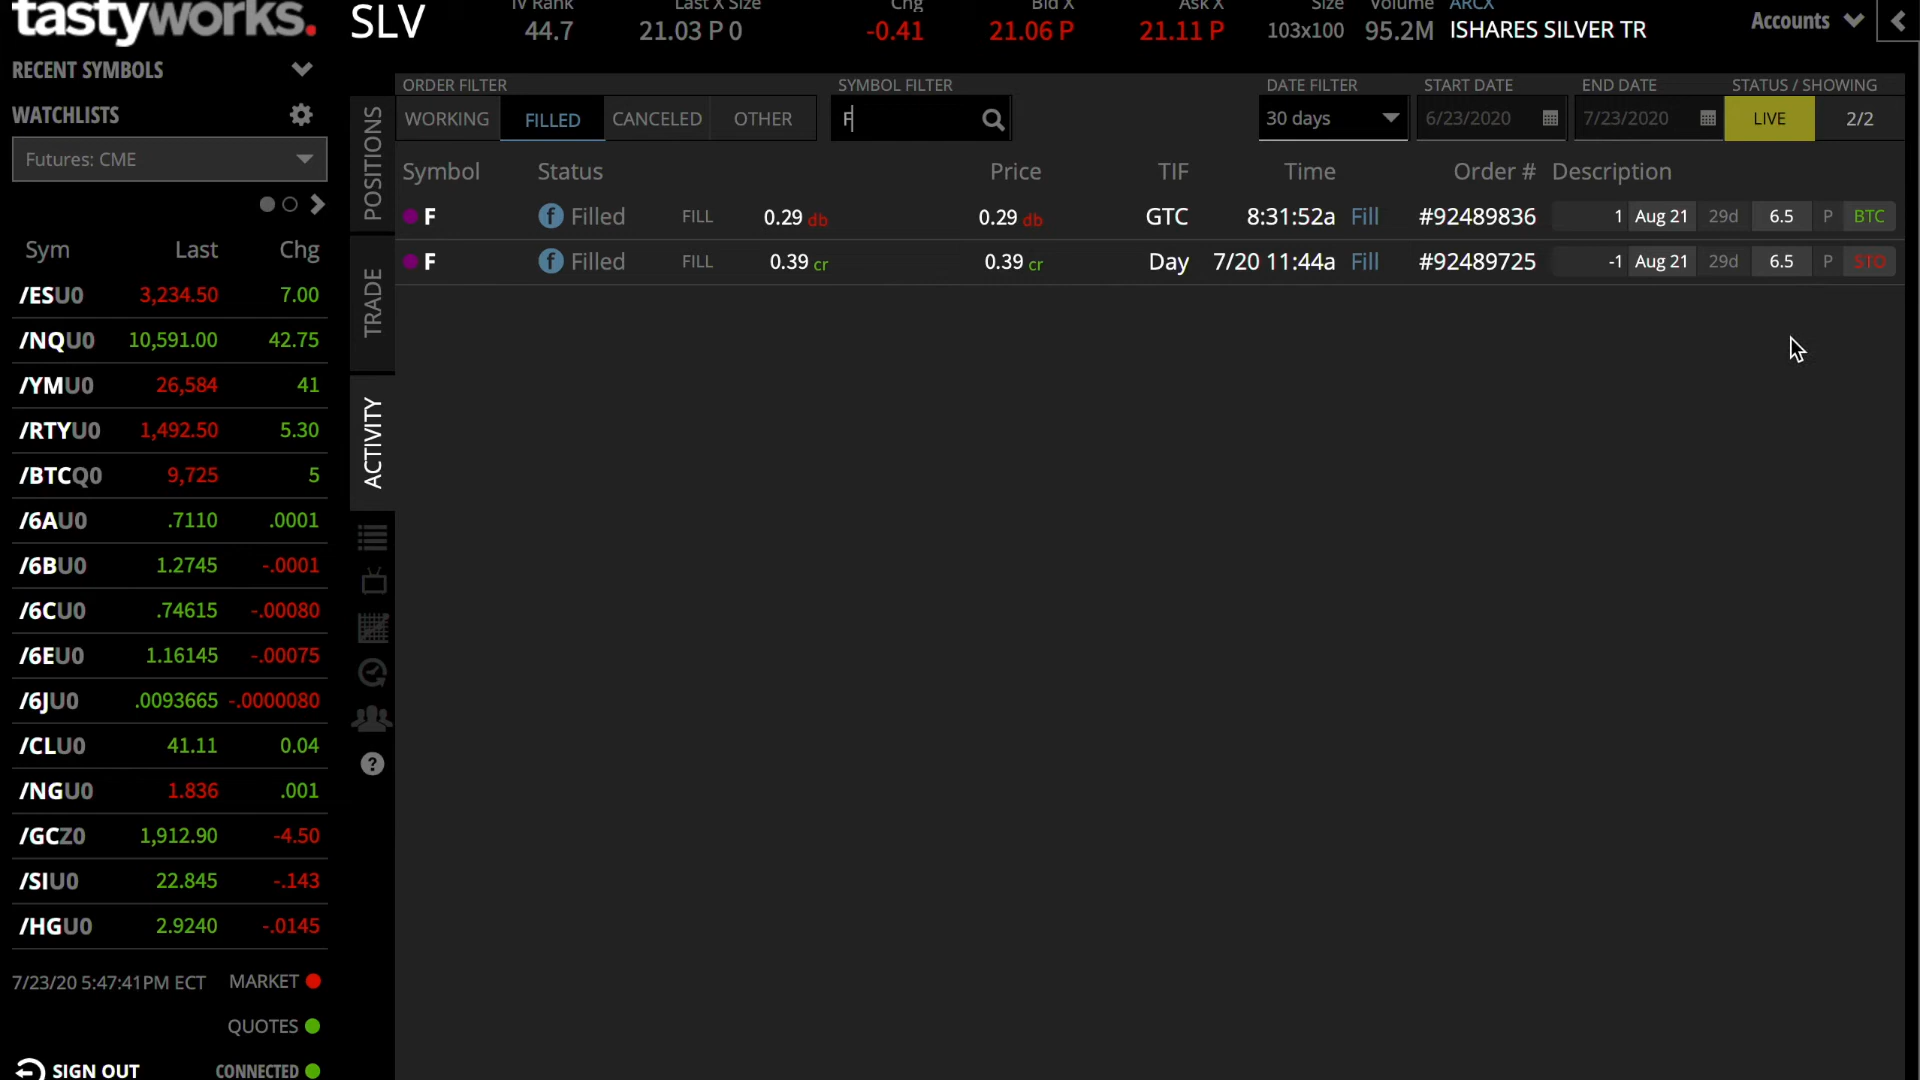 tastyworks.
SLV
IV Rank Last X Size Chg Bid X Ask X Size Volume ARCX
44.7 21.03 P 0 -0.41 21.06 P 21.11 P 103x100 95.2M ISHARES SILVER TR
Accounts
RECENT SYMBOLS
WATCHLISTS
Futures: CME
Sym Last Chg
/ESU0 3,234.50 7.00
/NQU0 10,591.00 42.75
/YMU0 26,584 41
/RTYU0 1,492.50 5.30
/BTCQ0 9,725 5
/6AU0 .7110 .0001
/6BU0 1.2745 -.0001
/6CU0 .74615 -.00080
/6EU0 1.16145 -.00075
/6JU0 .0093665 -.0000080
/CLU0 41.11 0.04
/NGU0 1.836 .001
/GCZ0 1,912.90 -4.50
/SIU0 22.845 -.143
/HGU0 2.9240 -.0145
7/23/20 5:47:41PM ECT MARKET
QUOTES
SIGN OUT CONNECTED
POSITIONS
TRADE
ACTIVITY
?
ORDER FILTER SYMBOL FILTER DATE FILTER START DATE END DATE STATUS / SHOWING
WORKING FILLED CANCELED OTHER F 30 days 6/23/2020 7/23/2020 LIVE 2/2
Symbol Status Price TIF Time Order # Description
F f Filled FILL 0.29 db 0.29 db GTC 8:31:52a Fill #92489836 1 Aug 21 29d 6.5 P BTC
F f Filled FILL 0.39 cr 0.39 cr Day 7/20 11:44a Fill #92489725 -1 Aug 21 29d 6.5 P STO